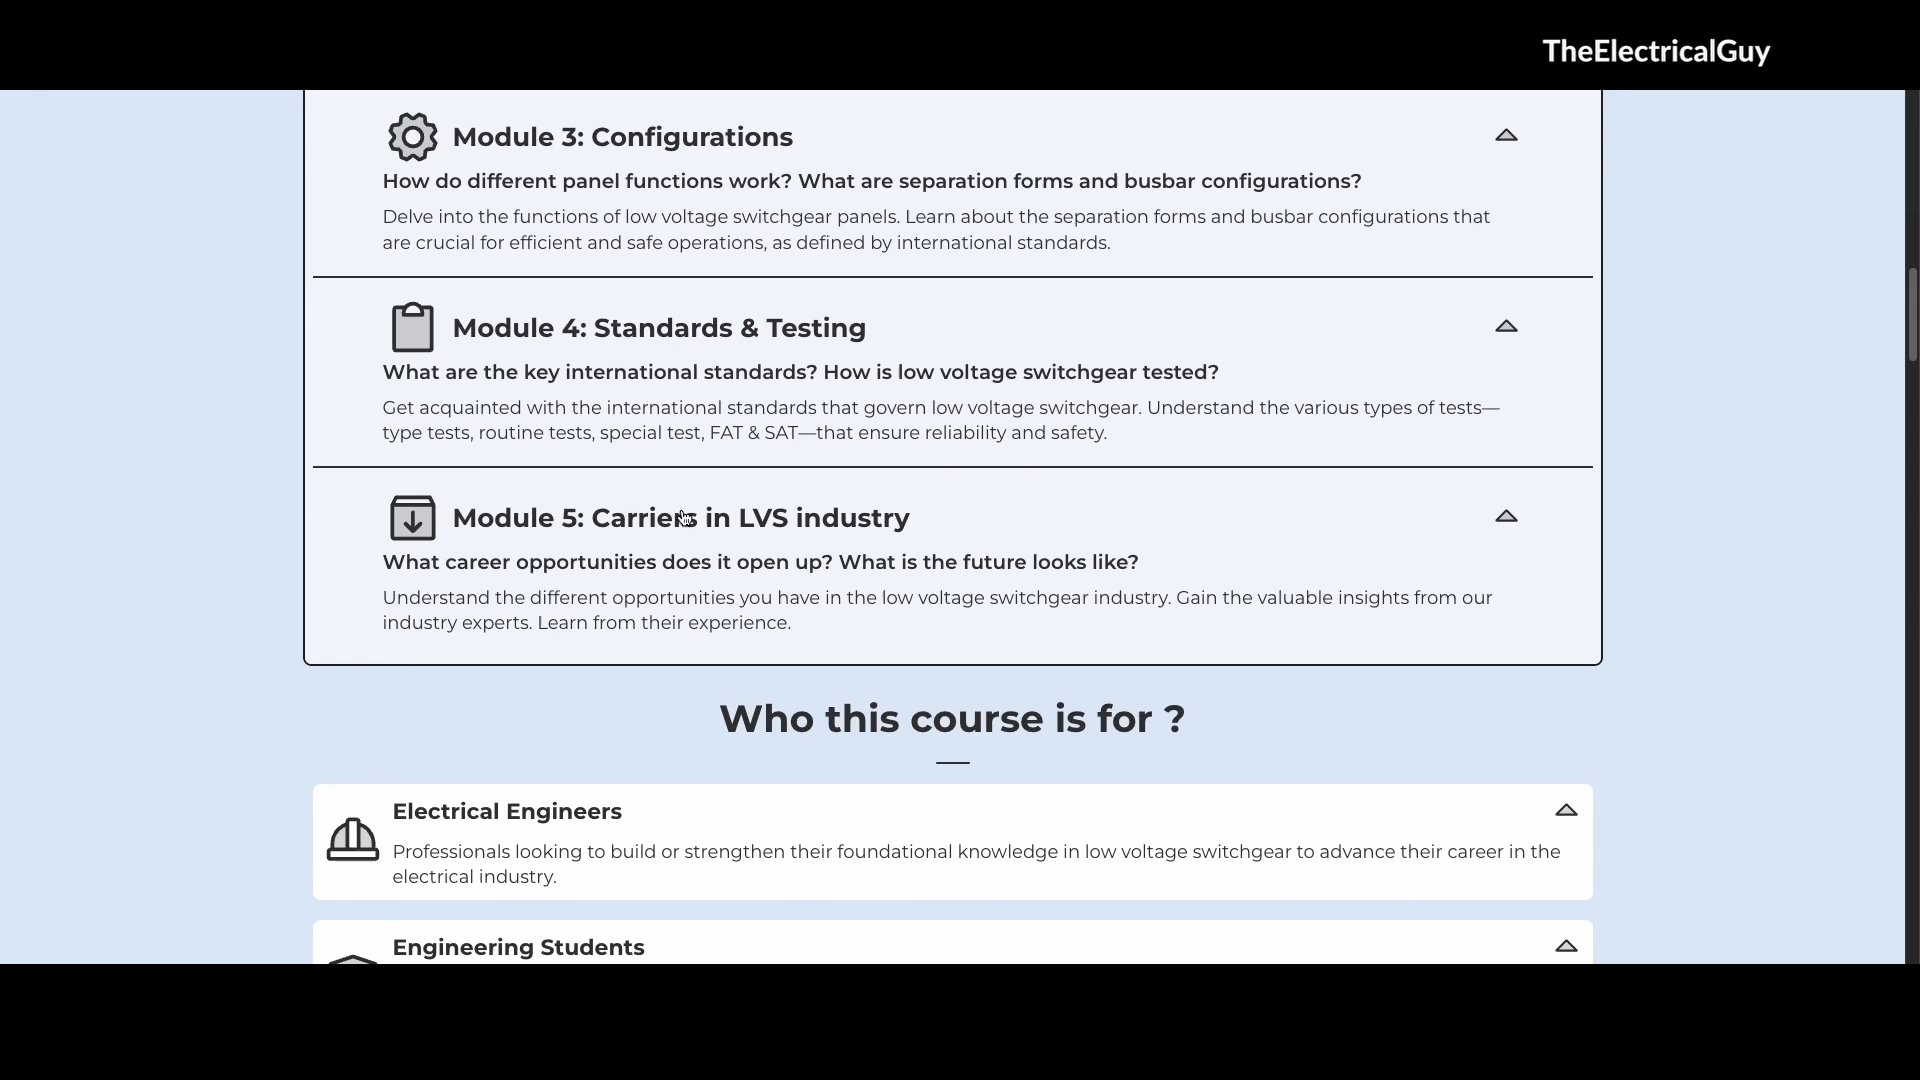 TheElectricalGuy
Module 3: Configurations
How do different panel functions work? What are separation forms and busbar configurations?
Delve into the functions of low voltage switchgear panels. Learn about the separation forms and busbar configurations that
are crucial for efficient and safe operations, as defined by international standards.
Module 4: Standards & Testing
What are the key international standards? How is low voltage switchgear tested?
Get acquainted with the international standards that govern low voltage switchgear. Understand the various types of tests—
type tests, routine tests, special test, FAT & SAT—that ensure reliability and safety.
Module 5: Carriers in LVS industry
What career opportunities does it open up? What is the future looks like?
Understand the different opportunities you have in the low voltage switchgear industry. Gain the valuable insights from our
industry experts. Learn from their experience.
Who this course is for ?
Electrical Engineers
Professionals looking to build or strengthen their foundational knowledge in low voltage switchgear to advance their career in the
electrical industry.
Engineering Students